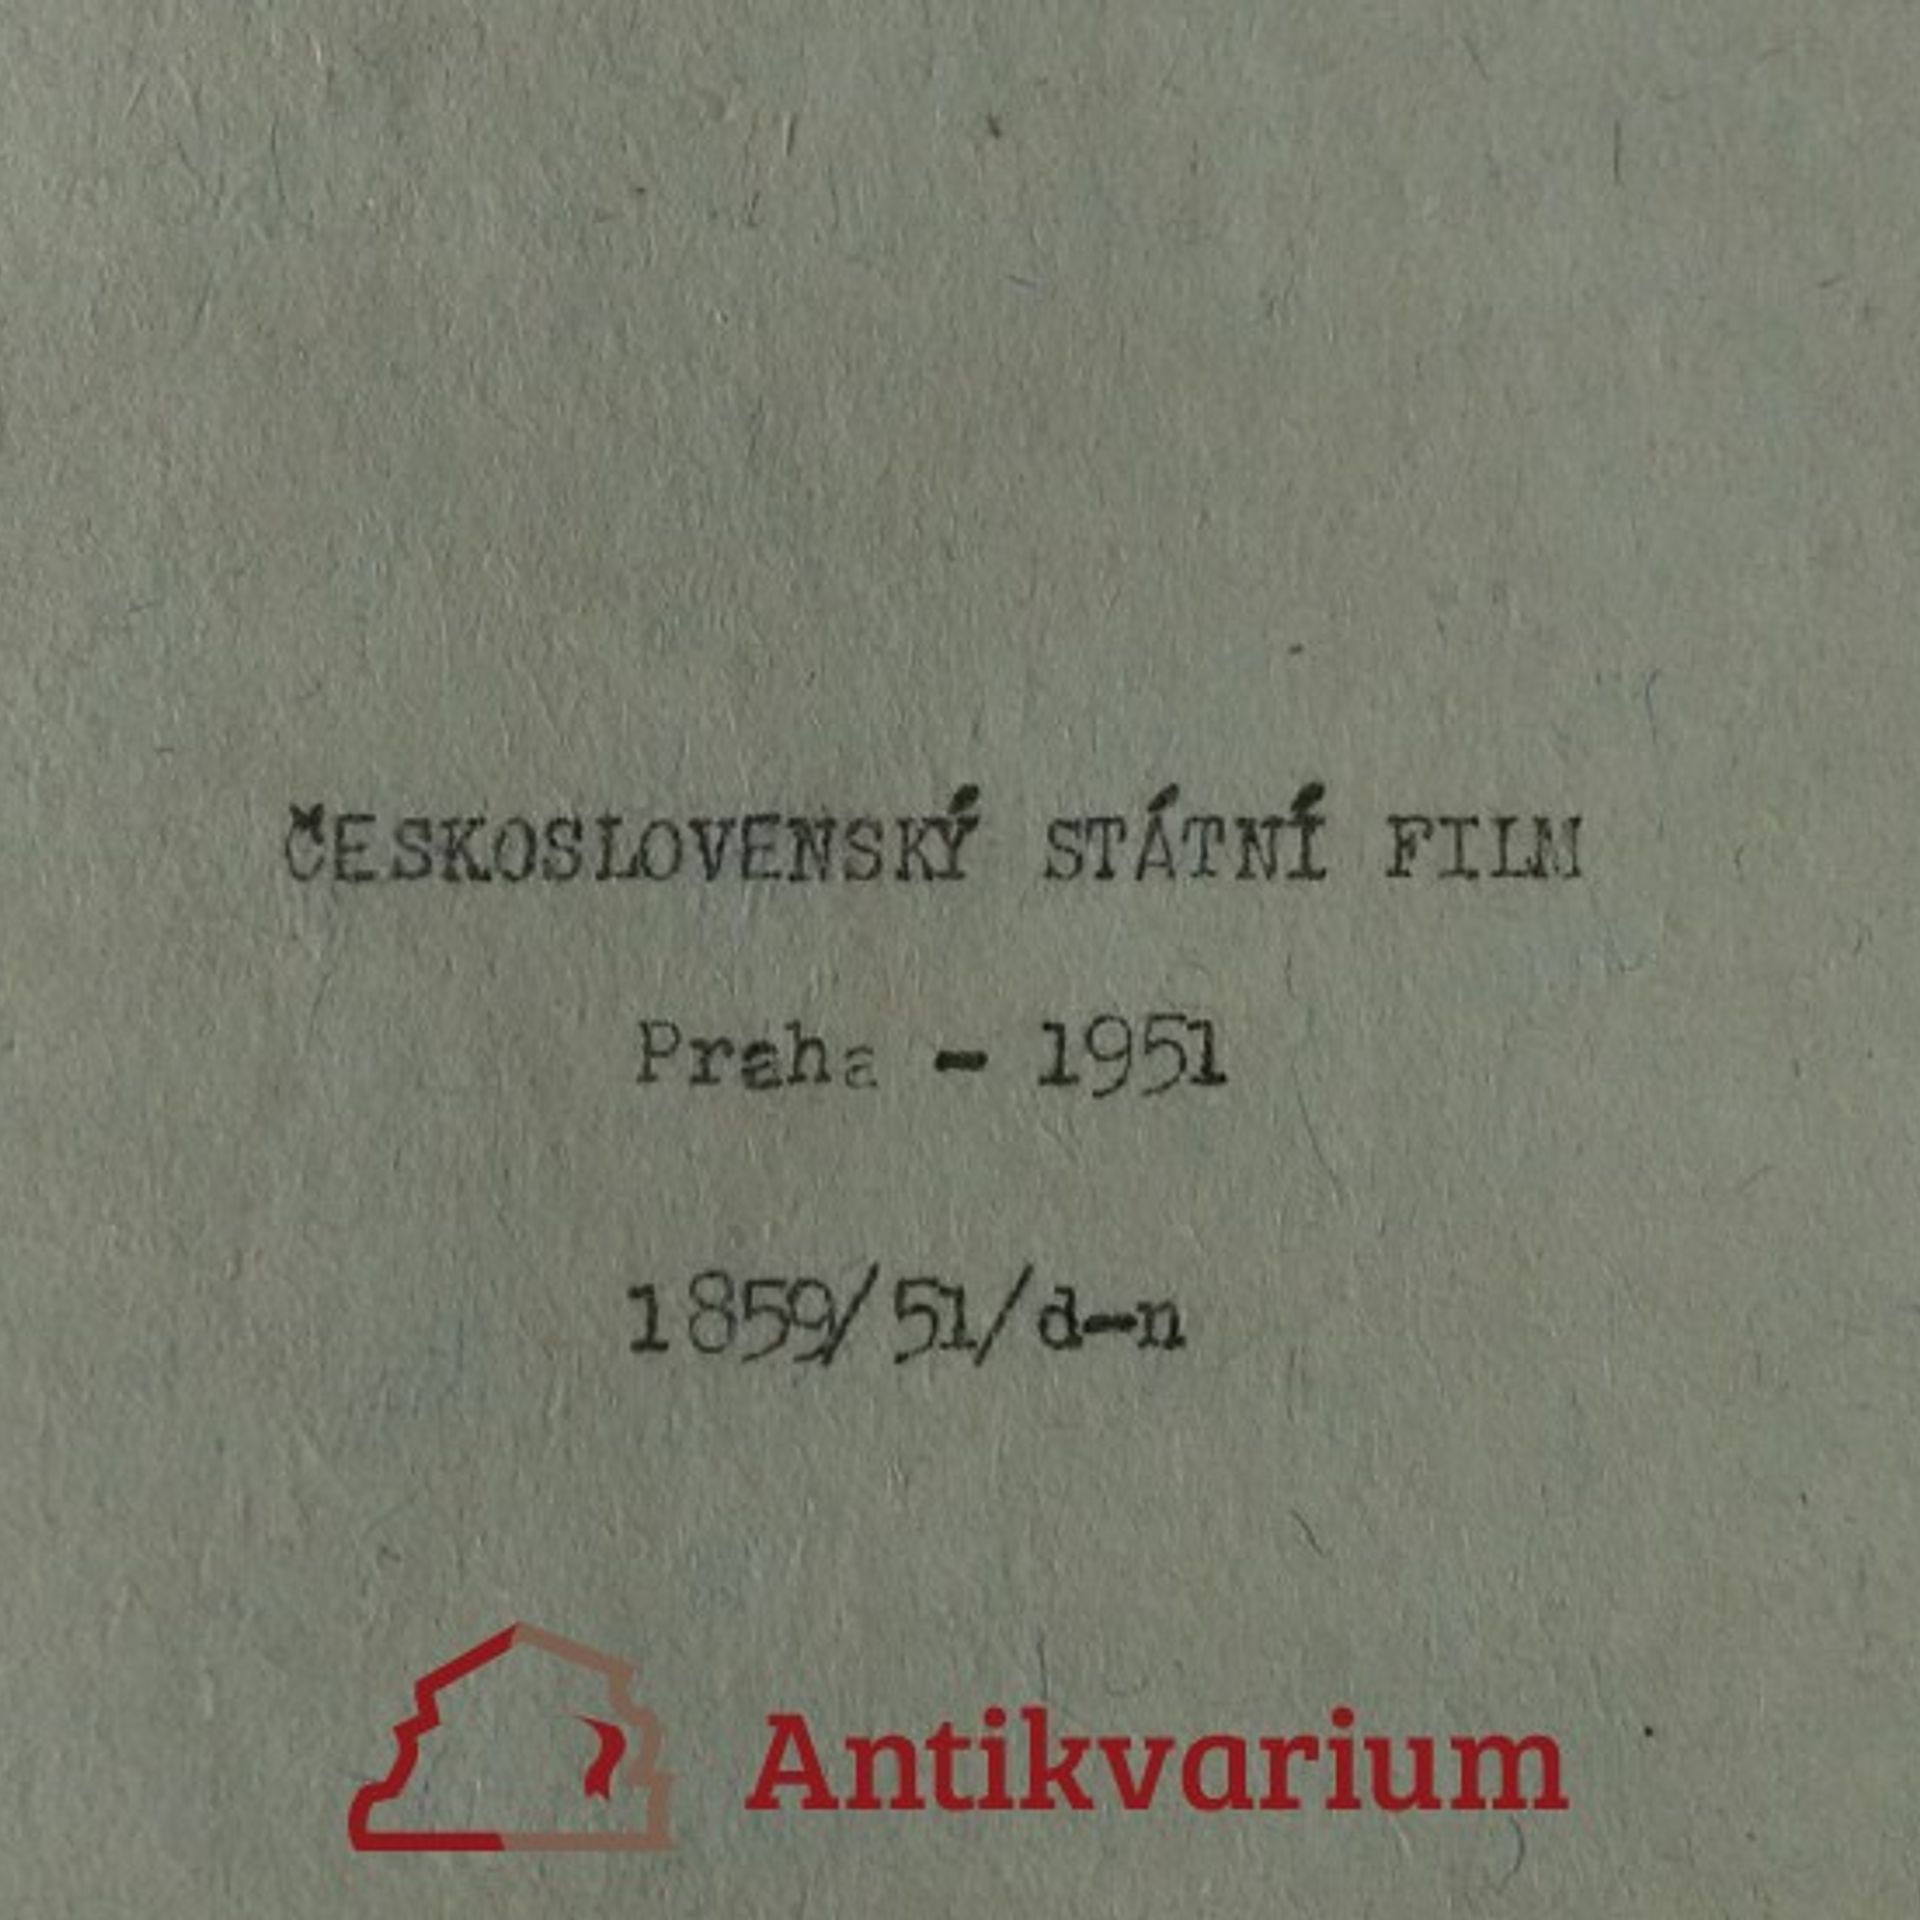 ČESKOSLOVENSKÝ STÁTNÍ FILM
Praha - 1951
1859/51/d-n
Antikvarium